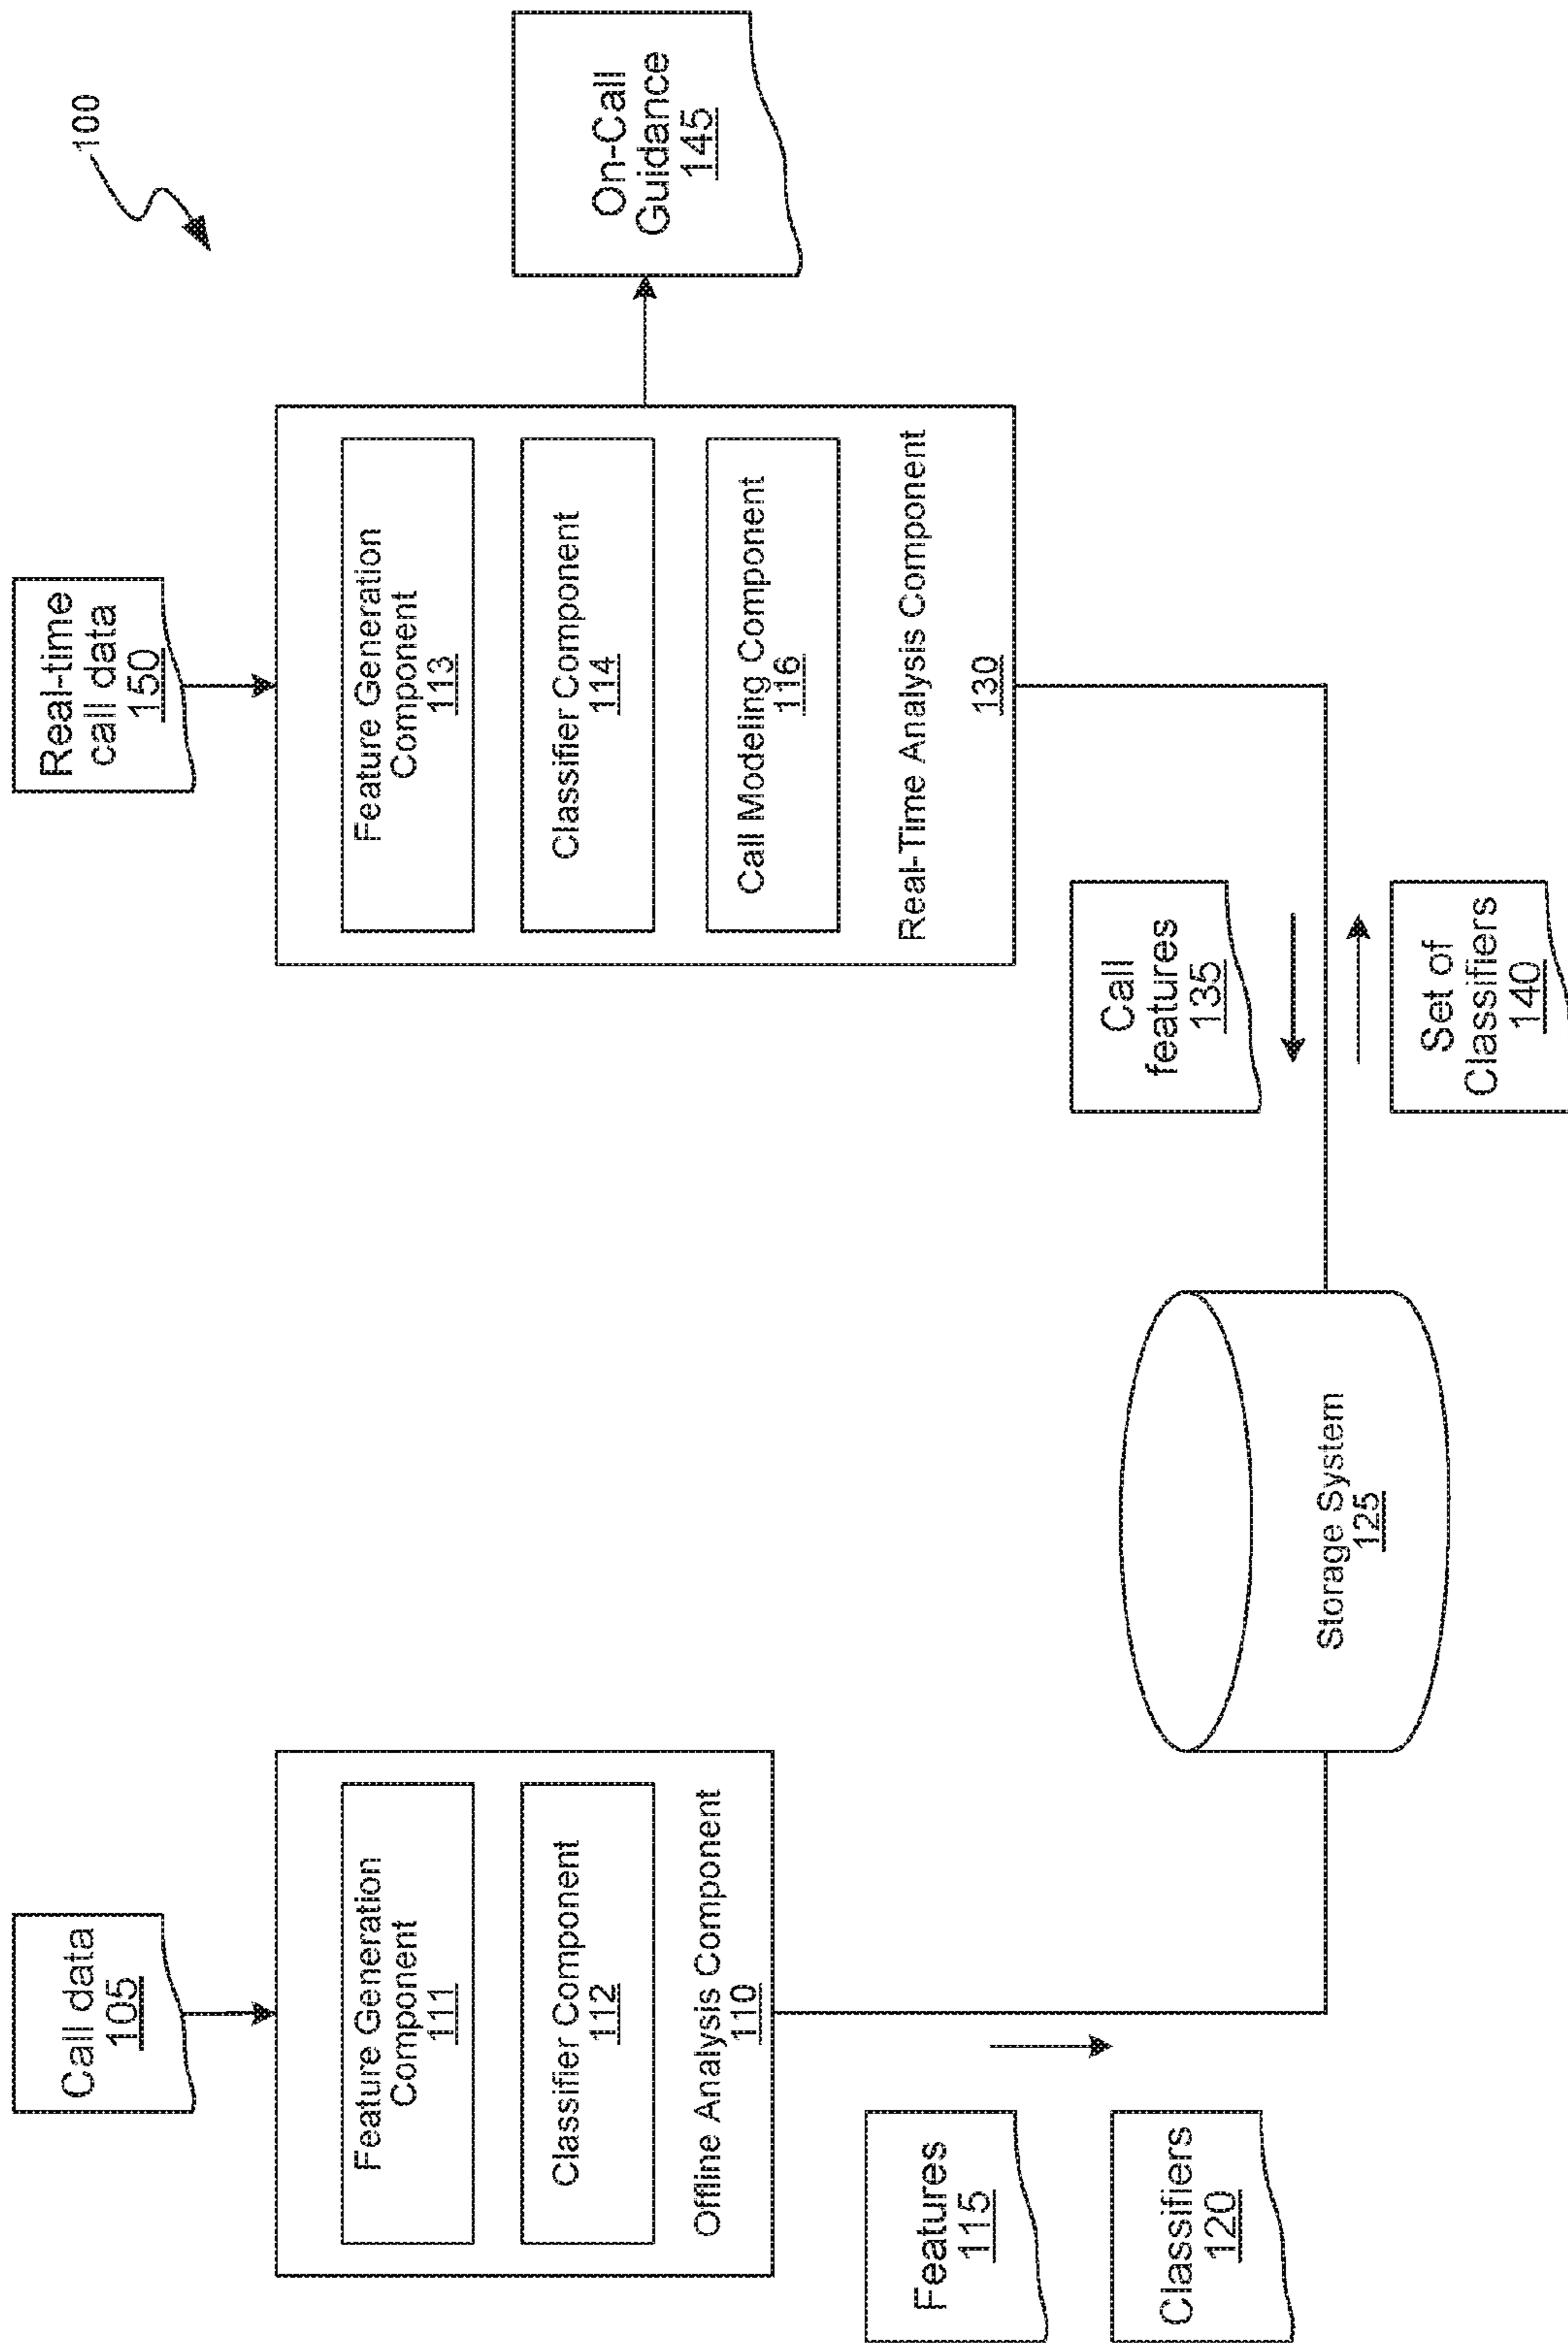 100
Call data
105
Real-time
call data
150
Feature Generation
Component
111
Classifier Component
112
Offline Analysis Component
110
Feature Generation
Component
113
Classifier Component
114
Call Modeling Component
116
Real-Time Analysis Component
130
On-Call
Guidance
145
Features
115
Classifiers
120
Storage System
125
Call
features
135
Set of
Classifiers
140